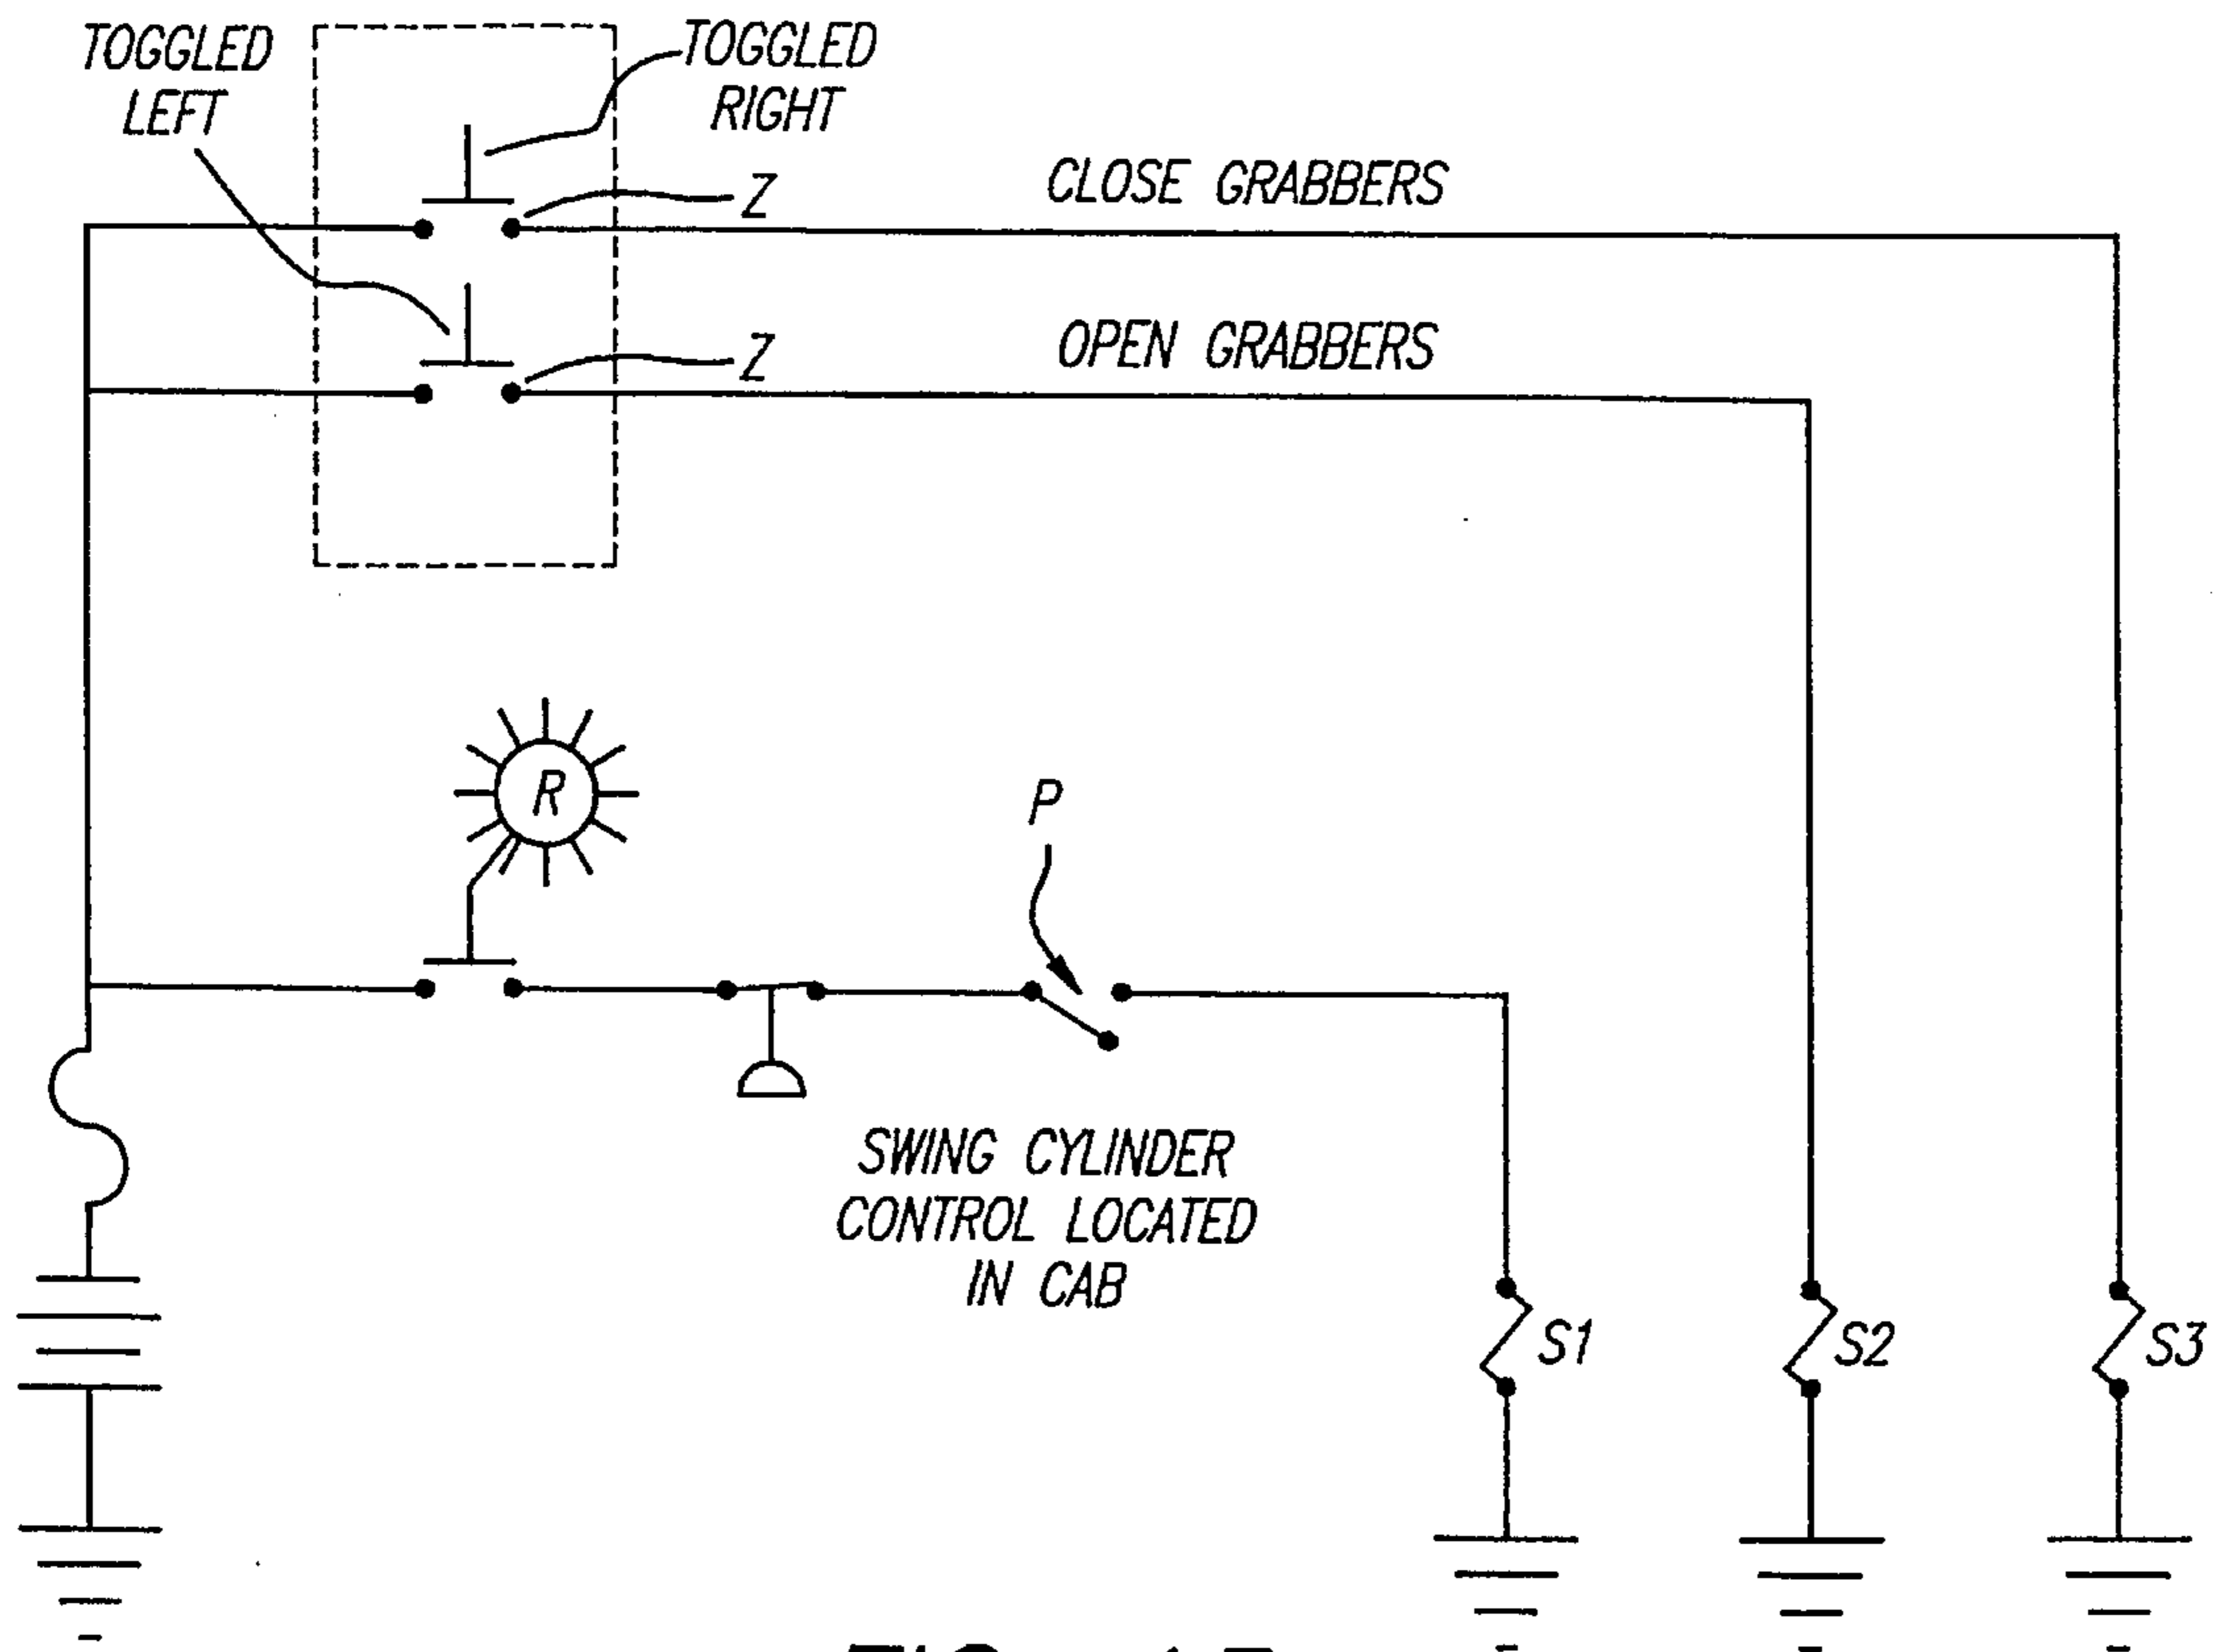 TOGGLED
LEFT
TOGGLED
RIGHT
Z
CLOSE GRABBERS
Z
OPEN GRABBERS
R
P
SWING CYLINDER
CONTROL LOCATED
IN CAB
S1
S2
S3